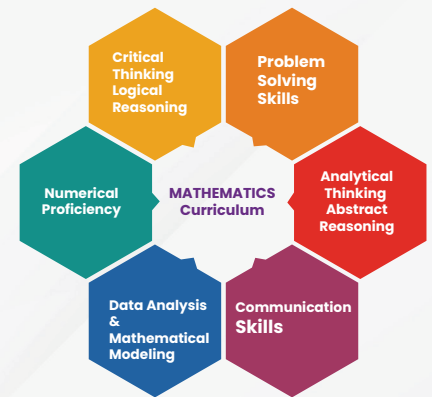 Critical
Thinking
Logical
Reasoning
Problem
Solving
Skills
Numerical
Proficiency
MATHEMATICS
Curriculum
Analytical
Thinking
Abstract
Reasoning
Data Analysis
&
Mathematical
Modeling
Communication
Skills